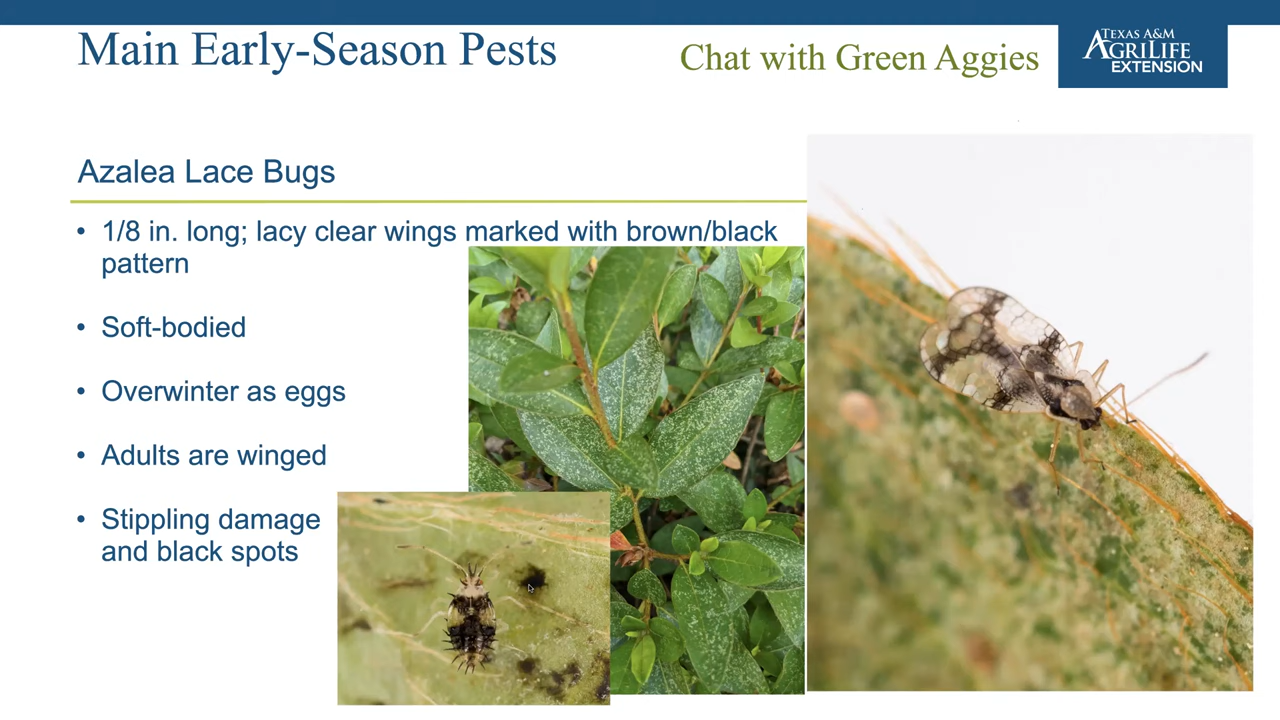 Main Early-Season Pests
Chat with Green Aggies
TEXAS A&M
AGRILIFE
EXTENSION
Azalea Lace Bugs
• 1/8 in. long; lacy clear wings marked with brown/black
pattern
• Soft-bodied
• Overwinter as eggs
• Adults are winged
• Stippling damage
and black spots